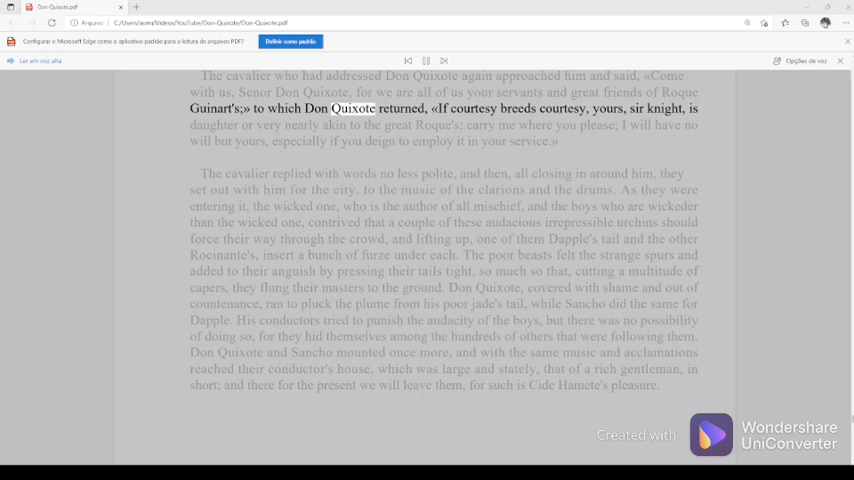 Don-Quixote.pdf
Arquivo
C:/Users/aoren/Videos/YouTube/Don-Quixote/Don-Quixote.pdf
Configurar o Microsoft Edge como o aplicativo padrão para a leitura de arquivos PDF?
Definir como padrão
Ler em voz alta
Opções de voz
The cavalier who had addressed Don Quixote again approached him and said, «Come
with us, Senor Don Quixote, for we are all of us your servants and great friends of Roque
Guinart's;» to which Don Quixote returned, «If courtesy breeds courtesy, yours, sir knight, is
daughter or very nearly akin to the great Roque's; carry me where you please; I will have no
will but yours, especially if you deign to employ it in your service.»
The cavalier replied with words no less polite, and then, all closing in around him, they
set out with him for the city, to the music of the clarions and the drums. As they were
entering it, the wicked one, who is the author of all mischief, and the boys who are wickeder
than the wicked one, contrived that a couple of these audacious irrepressible urchins should
force their way through the crowd, and lifting up, one of them Dapple's tail and the other
Rocinante's, insert a bunch of furze under each. The poor beasts felt the strange spurs and
added to their anguish by pressing their tails tight, so much so that, cutting a multitude of
capers, they flung their masters to the ground. Don Quixote, covered with shame and out of
countenance, ran to pluck the plume from his poor jade's tail, while Sancho did the same for
Dapple. His conductors tried to punish the audacity of the boys, but there was no possibility
of doing so, for they hid themselves among the hundreds of others that were following them.
Don Quixote and Sancho mounted once more, and with the same music and acclamations
reached their conductor's house, which was large and stately, that of a rich gentleman, in
short; and there for the present we will leave them, for such is Cide Hamete's pleasure.
Created with
Wondershare
UniConverter